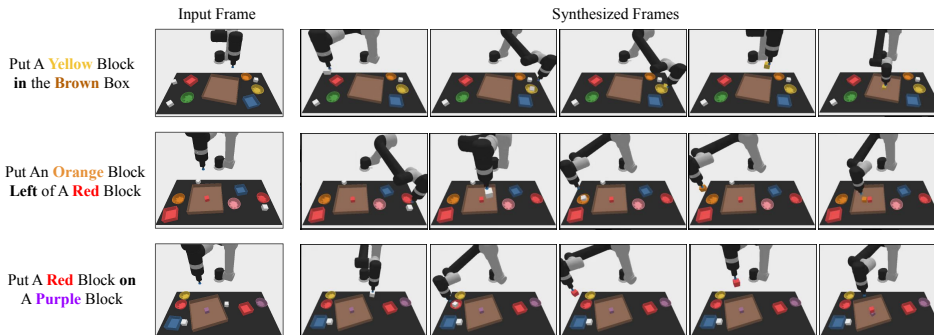 Input Frame
Synthesized Frames
Put A Yellow Block
in the Brown Box
Put An Orange Block
Left of A Red Block
Put A Red Block on
A Purple Block